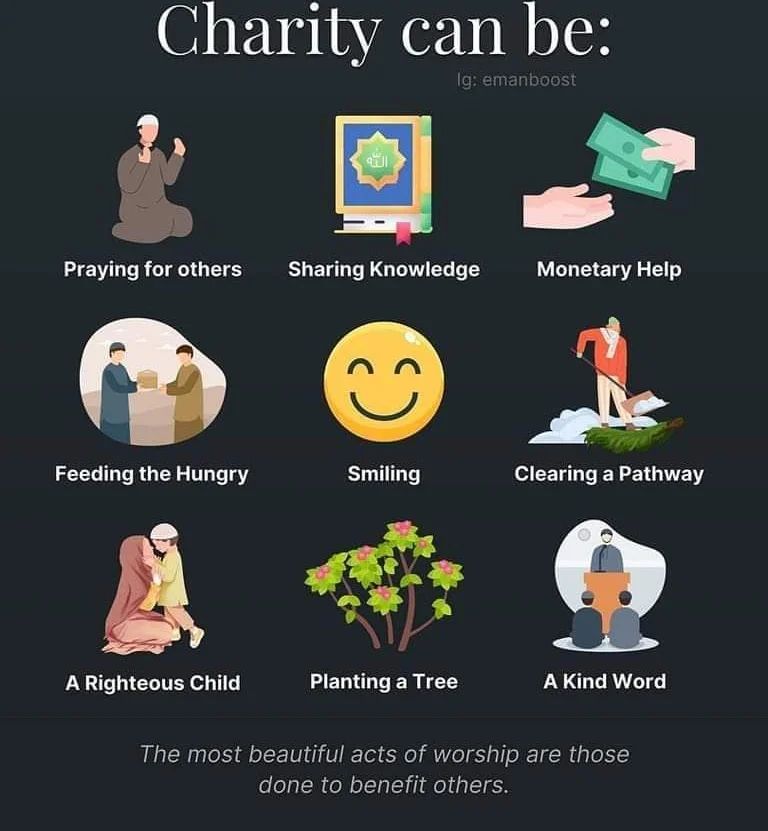 Charity can be:
Ig: emanboost
الله
Praying for others
Sharing Knowledge
Monetary Help
Feeding the Hungry
Smiling
Clearing a Pathway
A Righteous Child
Planting a Tree
A Kind Word
The most beautiful acts of worship are those
done to benefit others.